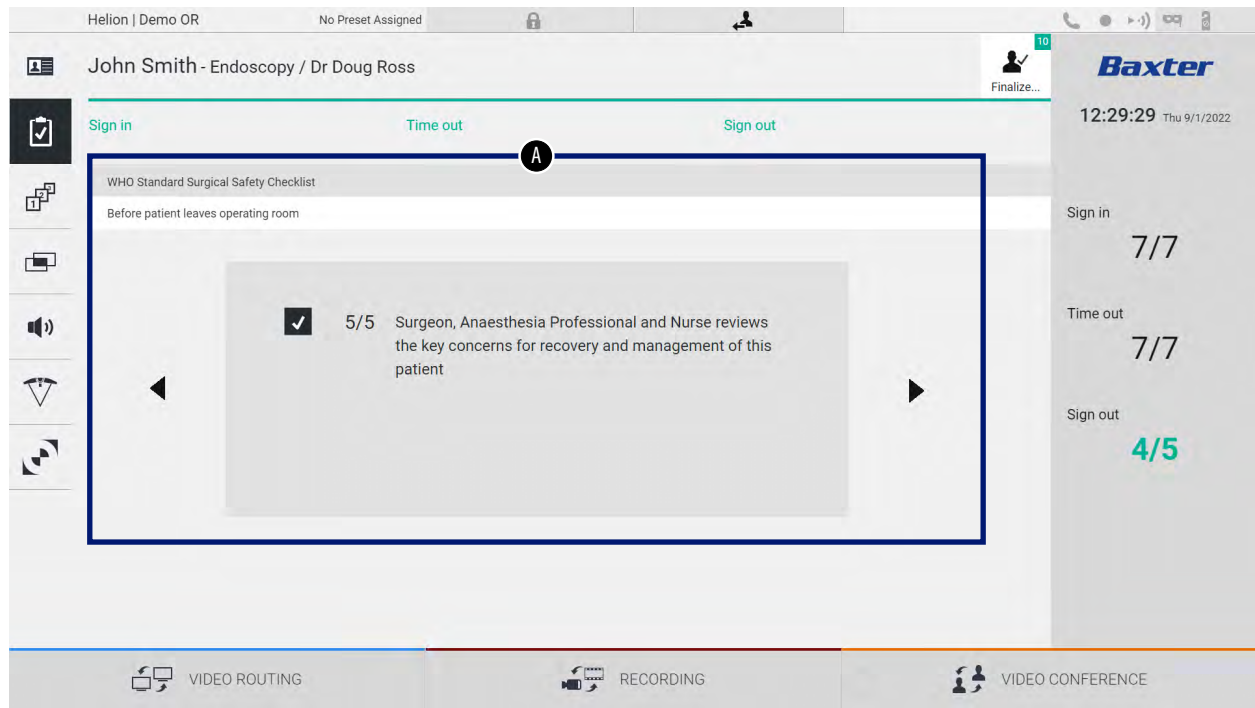 Helion | Demo OR
No Preset Assigned
John Smith - Endoscopy / Dr Doug Ross
10
Finalize...
Baxter
12:29:29 Thu 9/1/2022
Sign in
Time out
Sign out
A
WHO Standard Surgical Safety Checklist
Before patient leaves operating room
5/5 Surgeon, Anaesthesia Professional and Nurse reviews
the key concerns for recovery and management of this
patient
Sign in
7/7
Time out
7/7
Sign out
4/5
1 2 3
VIDEO ROUTING
RECORDING
VIDEO CONFERENCE